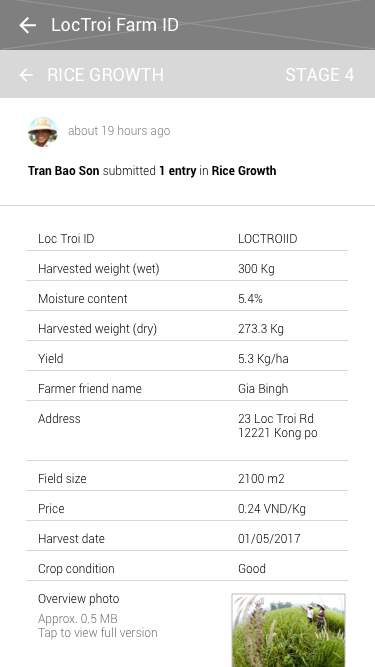 LocTroi Farm ID
RICE GROWTH STAGE 4
about 19 hours ago
Tran Bao Son submitted 1 entry in Rice Growth
Loc Troi ID LOCTROIID
Harvested weight (wet) 300 Kg
Moisture content 5.4%
Harvested weight (dry) 273.3 Kg
Yield 5.3 Kg/ha
Farmer friend name Gia Bingh
Address 23 Loc Troi Rd
12221 Kong po
Field size 2100 m2
Price 0.24 VND/Kg
Harvest date 01/05/2017
Crop condition Good
Overview photo
Approx. 0.5 MB
Tap to view full version